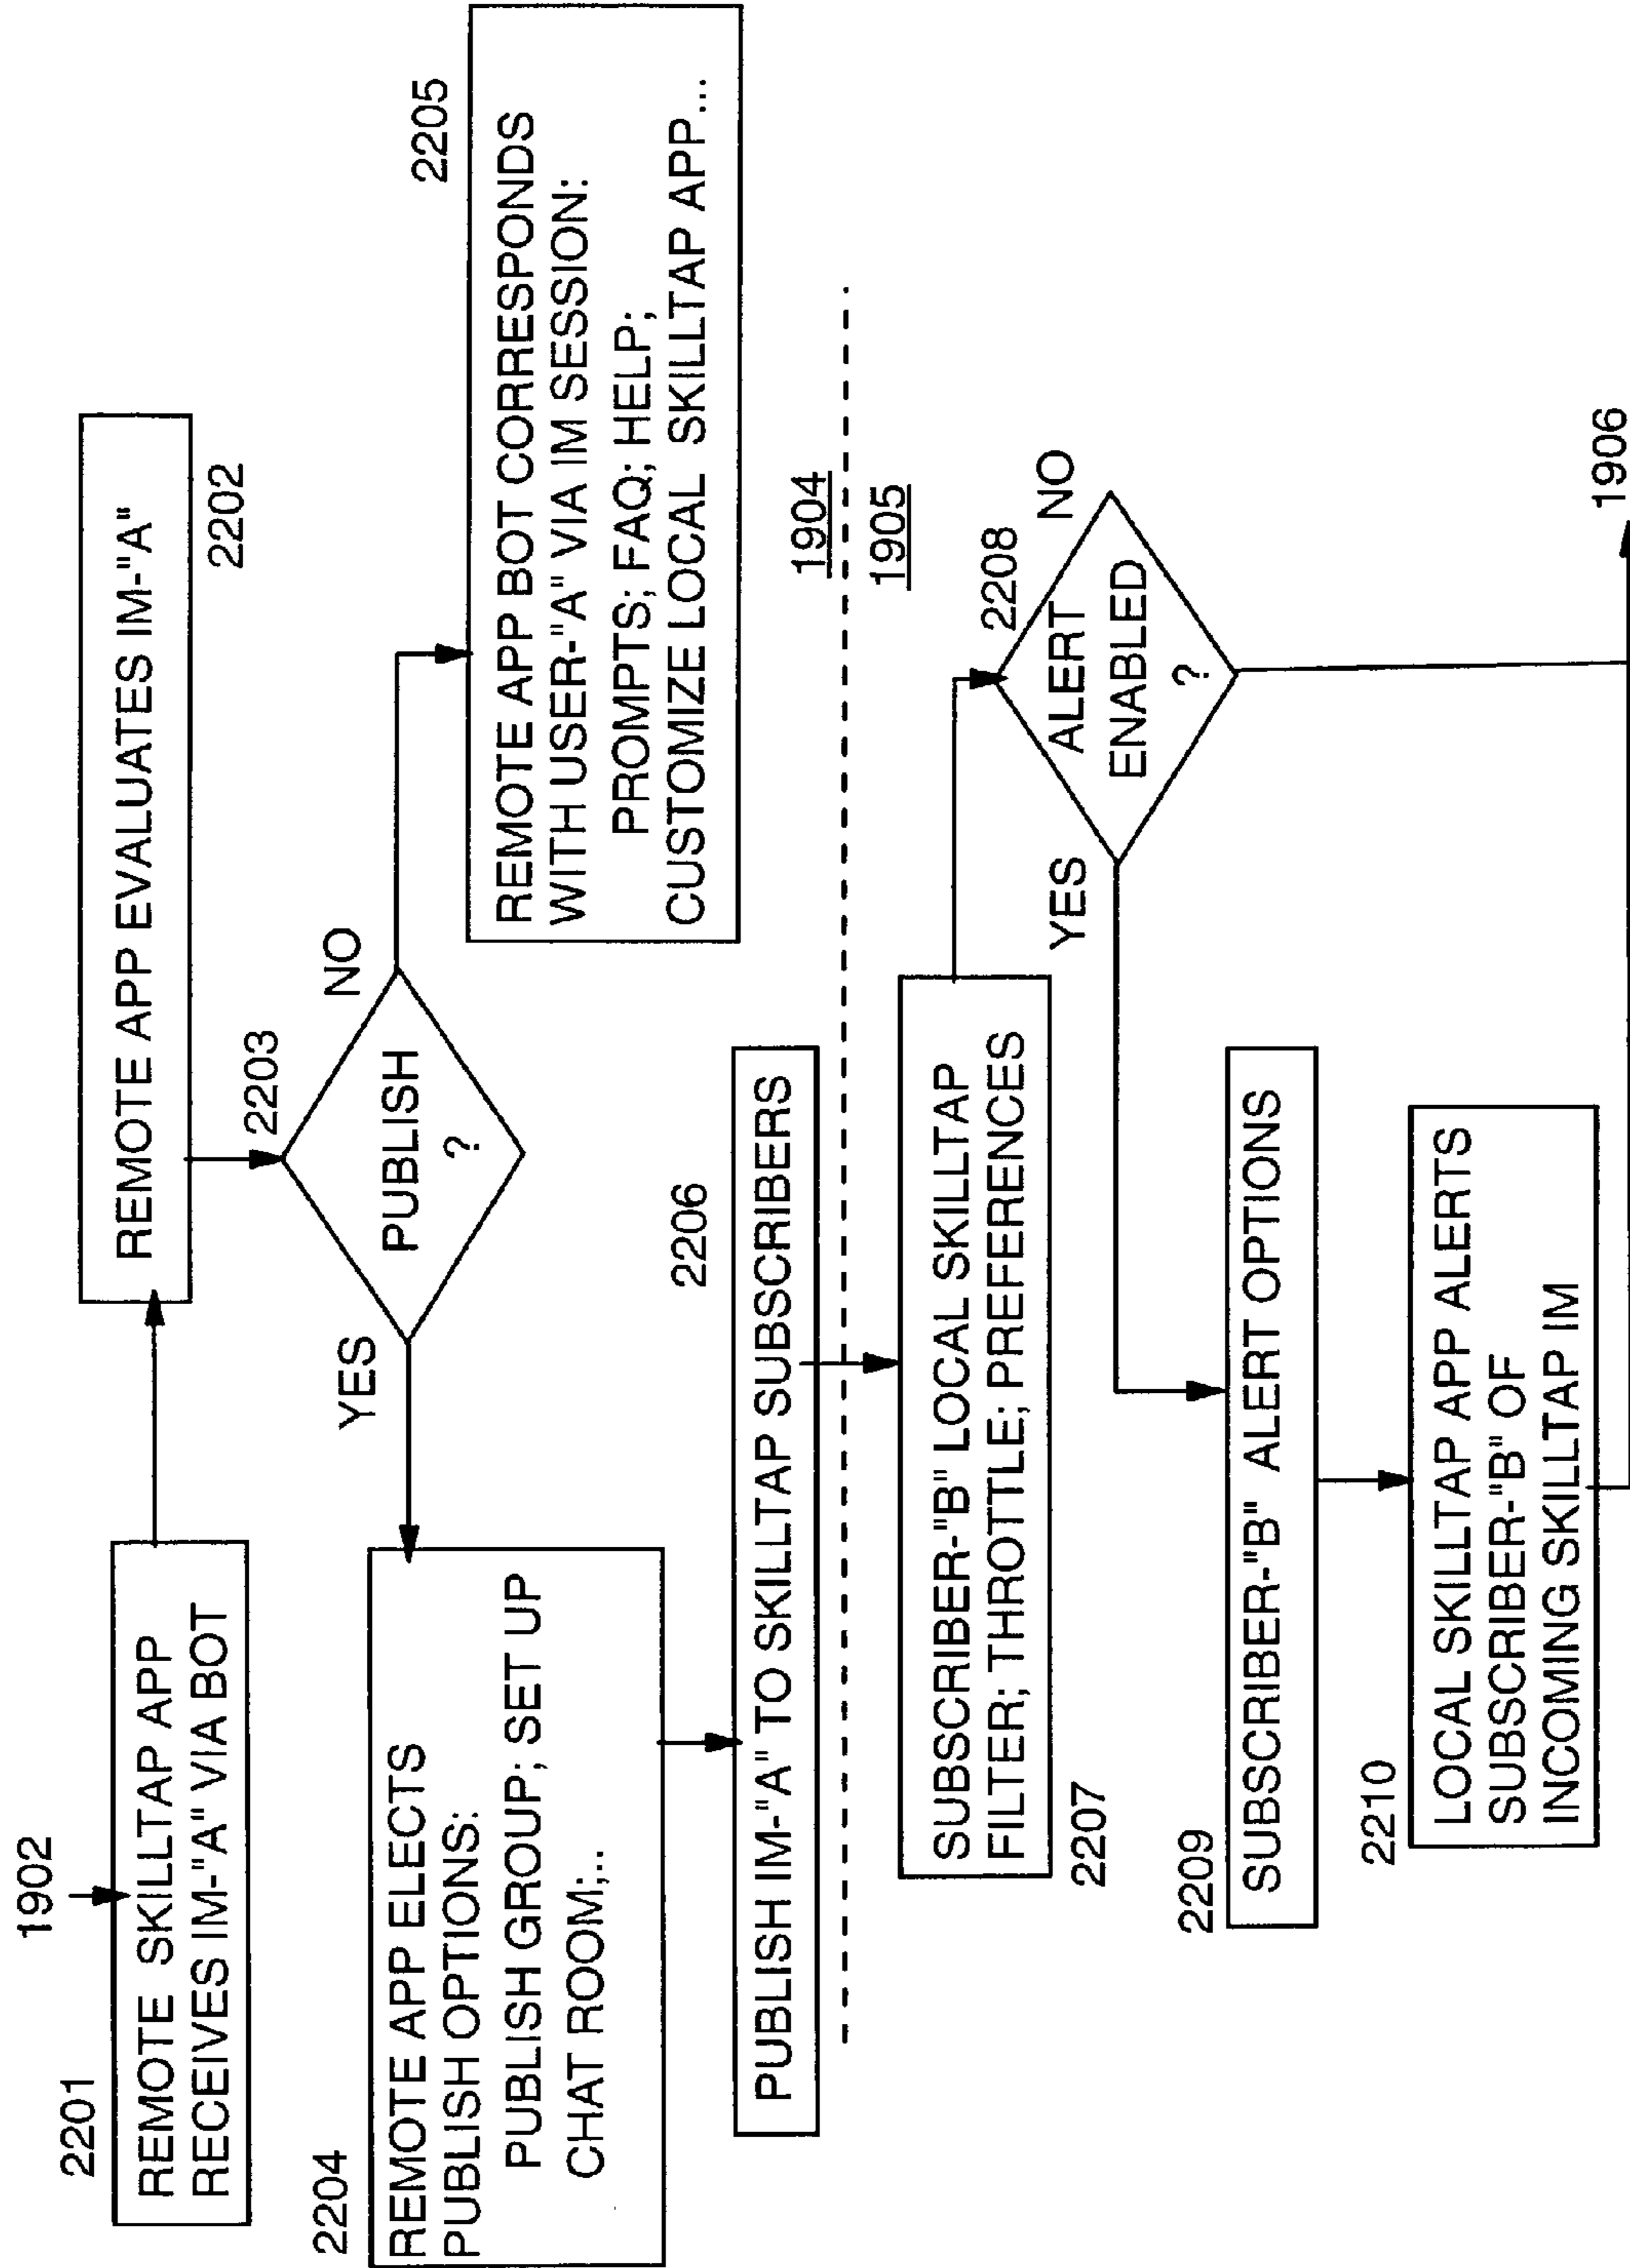 1902
2201
REMOTE SKILLTAP APP
RECEIVES IM-"A" VIA BOT
REMOTE APP EVALUATES IM-"A"
2202
2203
PUBLISH
?
YES
NO
2204
REMOTE APP ELECTS
PUBLISH OPTIONS:
PUBLISH GROUP; SET UP
CHAT ROOM;..
2205
REMOTE APP BOT CORRESPONDS
WITH USER-"A" VIA IM SESSION:
PROMPTS; FAQ; HELP;
CUSTOMIZE LOCAL SKILLTAP APP...
2206
PUBLISH IM-"A" TO SKILLTAP SUBSCRIBERS
1904
1905
SUBSCRIBER-"B" LOCAL SKILLTAP
FILTER; THROTTLE; PREFERENCES
2207
2208
ALERT
ENABLED
?
YES
NO
2209
SUBSCRIBER-"B" ALERT OPTIONS
2210
LOCAL SKILLTAP APP ALERTS
SUBSCRIBER-"B" OF
INCOMING SKILLTAP IM
1906